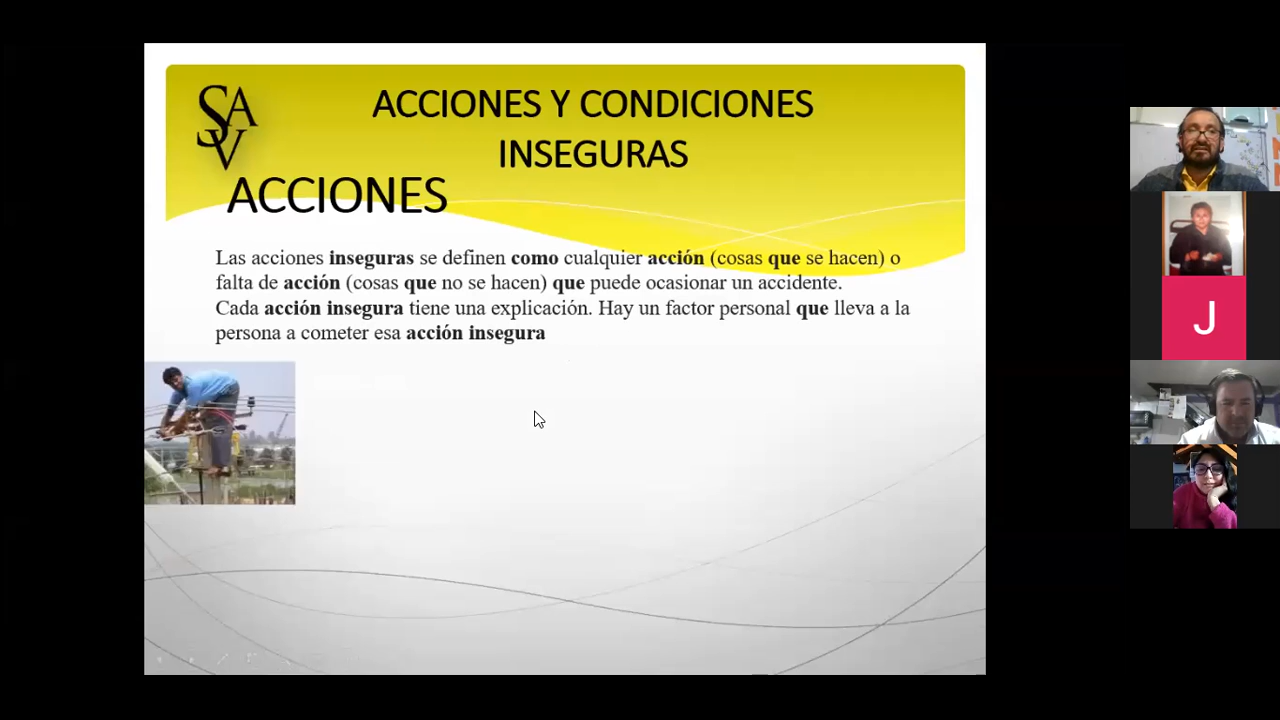 SAV
ACCIONES Y CONDICIONES
INSEGURAS
ACCIONES
Las acciones inseguras se definen como cualquier acción (cosas que se hacen) o
falta de acción (cosas que no se hacen) que puede ocasionar un accidente.
Cada acción insegura tiene una explicación. Hay un factor personal que lleva a la
persona a cometer esa acción insegura
J